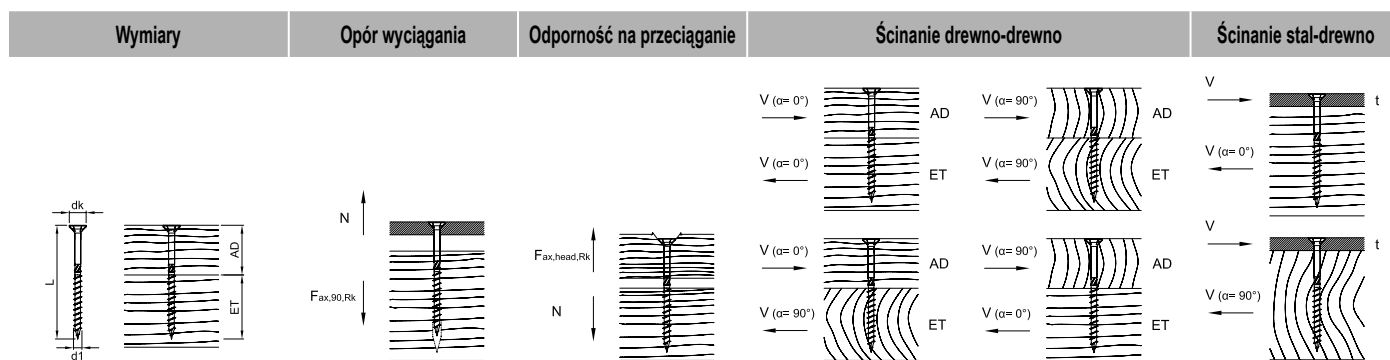 Wymiary
Opór wyciągania
Odporność na przeciąganie
Ścinanie drewno-drewno
Ścinanie stal-drewno
dk
L
d1
AD
ET
N
Fax,90,Rk
Fax,head,Rk
N
V (α= 0°)
AD
V (α= 0°)
ET
V (α= 90°)
AD
V (α= 90°)
ET
V (α= 0°)
AD
V (α= 90°)
ET
V (α= 90°)
AD
V (α= 0°)
ET
V
t
V (α= 0°)
V
t
V (α= 90°)